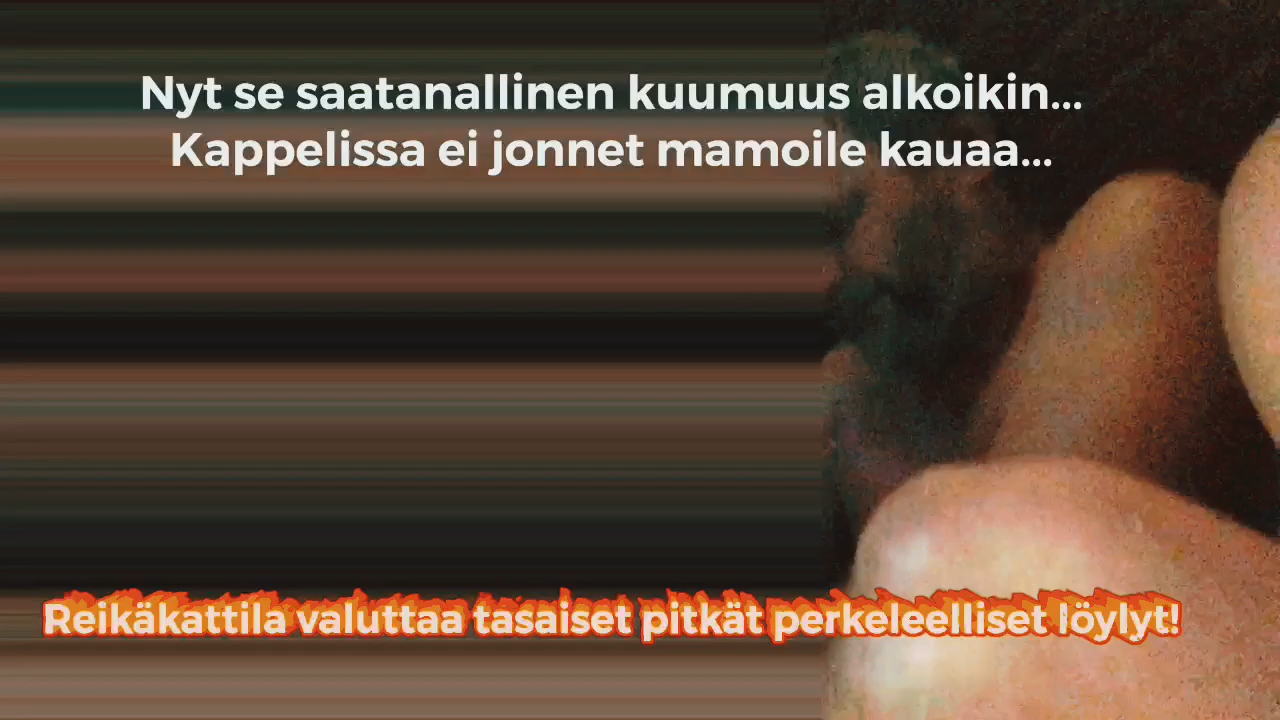 Nyt se saatanallinen kuumuus alkoikin...
Kappelissa ei jonnet mamoile kauaa...
Reikäkattila valuttaa tasaiset pitkät perkeleelliset löylyt!